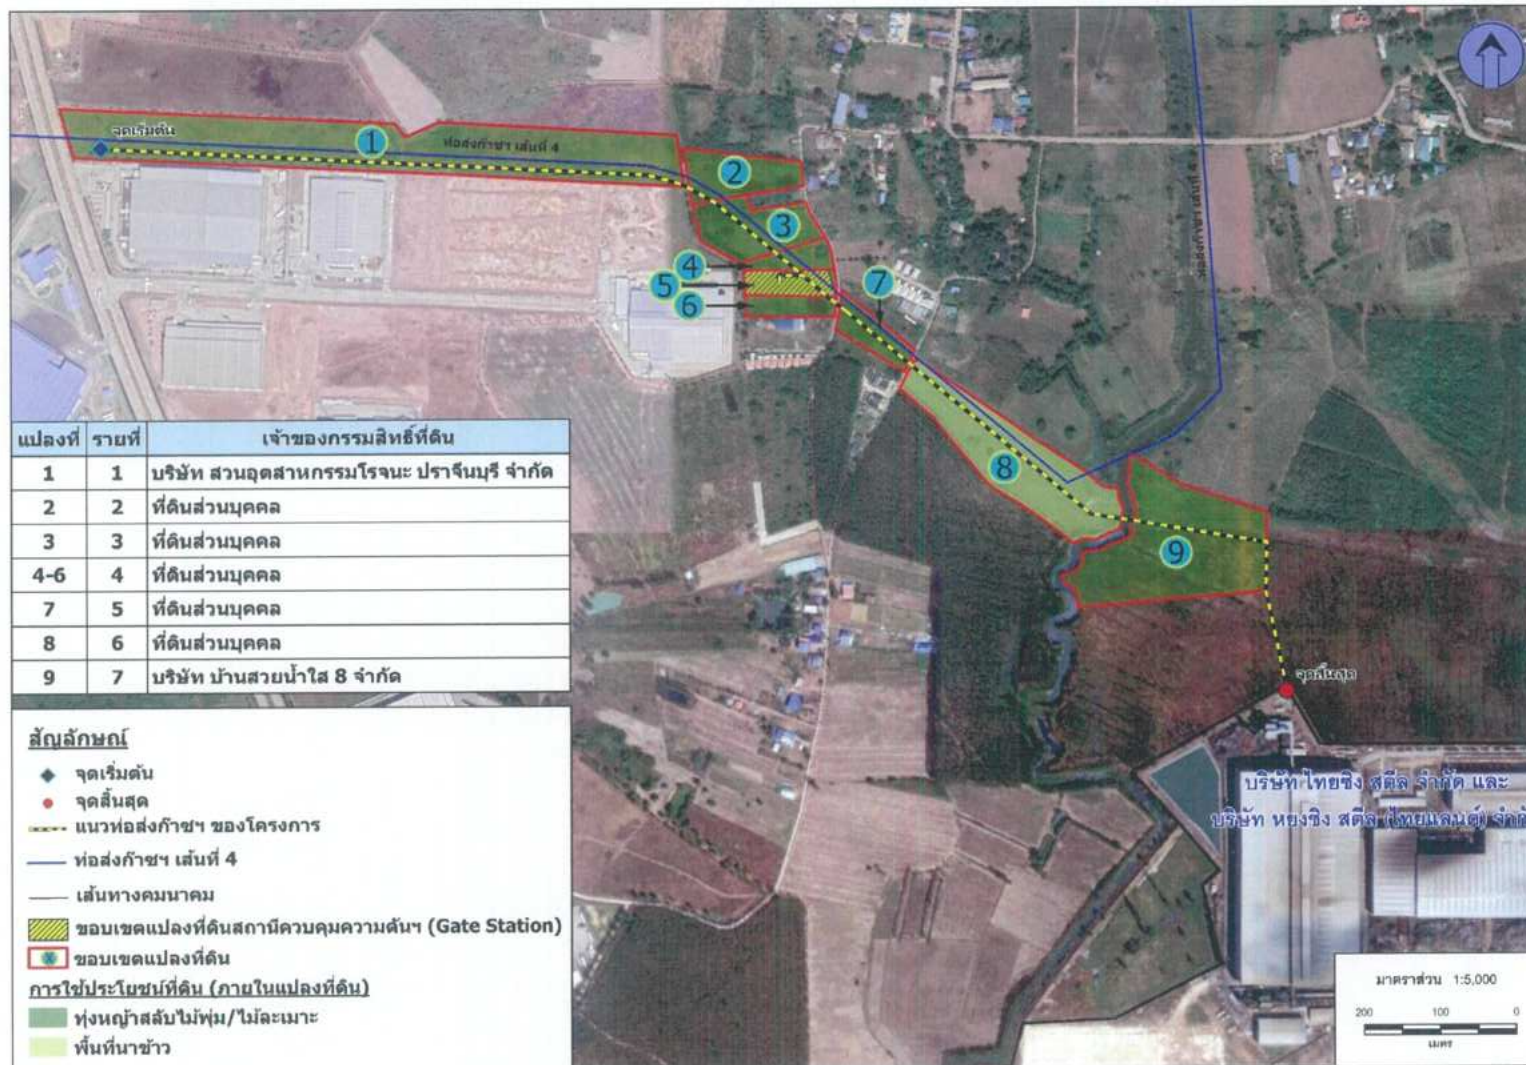 จุดเริ่มต้น
1
ท่อส่งก๊าซฯ เส้นที่ 4
2
3
4
5
6
7
ท่อส่งก๊าซฯ เส้นที่ 4
8
9
จุดสิ้นสุด
บริษัท ไทยซิง สตีล จำกัด และ
บริษัท หยงซิง สตีล (ไทยแลนด์) จำกัด
แปลงที่ รายที่ เจ้าของกรรมสิทธิ์ที่ดิน
1 1 บริษัท สวนอุตสาหกรรมโรจนะ ปราจีนบุรี จำกัด
2 2 ที่ดินส่วนบุคคล
3 3 ที่ดินส่วนบุคคล
4-6 4 ที่ดินส่วนบุคคล
7 5 ที่ดินส่วนบุคคล
8 6 ที่ดินส่วนบุคคล
9 7 บริษัท บ้านสวยน้ำใส 8 จำกัด
สัญลักษณ์
จุดเริ่มต้น
จุดสิ้นสุด
แนวท่อส่งก๊าซฯ ของโครงการ
ท่อส่งก๊าซฯ เส้นที่ 4
เส้นทางคมนาคม
ขอบเขตแปลงที่ดินสถานีควบคุมความดันฯ (Gate Station)
X ขอบเขตแปลงที่ดิน
การใช้ประโยชน์ที่ดิน (ภายในแปลงที่ดิน)
ทุ่งหญ้าสลับไม้พุ่ม/ไม้ละเมาะ
พื้นที่นาข้าว
มาตราส่วน 1:5,000
200 100 0
เมตร